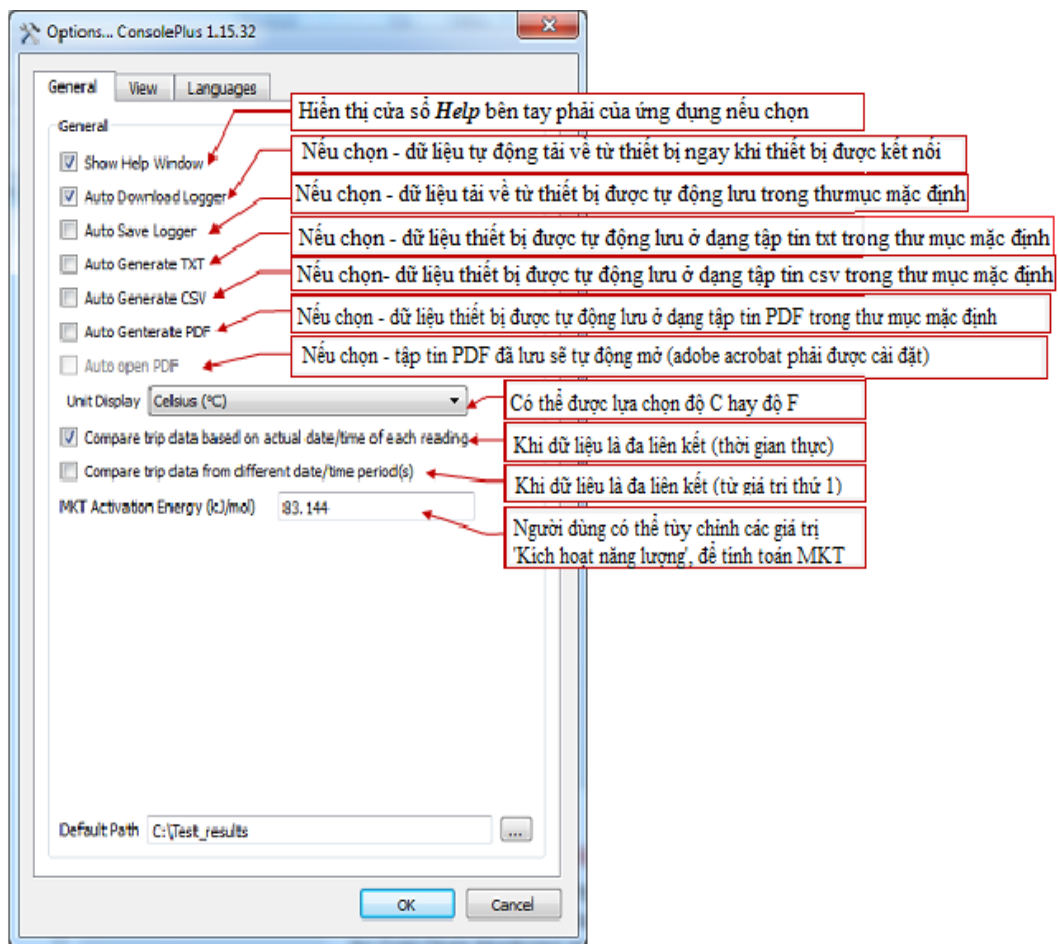 Options... ConsolePlus 1.15.32
General View Languages
General
Hiển thị cửa sổ Help bên tay phải của ứng dụng nếu chọn
Show Help Window
Nếu chọn - dữ liệu tự động tải về từ thiết bị ngay khi thiết bị được kết nối
Auto Download Logger
Nếu chọn - dữ liệu tải về từ thiết bị được tự động lưu trong thưmục mặc định
Auto Save Logger
Nếu chọn - dữ liệu thiết bị được tự động lưu ở dạng tập tin txt trong thư mục mặc định
Auto Generate TXT
Nếu chọn- dữ liệu thiết bị được tự động lưu ở dạng tập tin csv trong thư mục mặc định
Auto Generate CSV
Nếu chọn - dữ liệu thiết bị được tự động lưu ở dạng tập tin PDF trong thư mục mặc định
Auto Genterate PDF
Nếu chọn - tập tin PDF đã lưu sẽ tự động mở (adobe acrobat phải được cài đặt)
Auto open PDF
Unit Display Celsius (°C)
Có thể được lựa chọn độ C hay độ F
Compare trip data based on actual date/time of each reading
Khi dữ liệu là đa liên kết (thời gian thực)
Compare trip data from different date/time period(s)
Khi dữ liệu là đa liên kết (từ giá trị thứ 1)
MKT Activation Energy (kJ/mol) 83.144
Người dùng có thể tùy chỉnh các giá trị
'Kích hoạt năng lượng', để tính toán MKT
Default Path C:\Test_results ...
OK Cancel